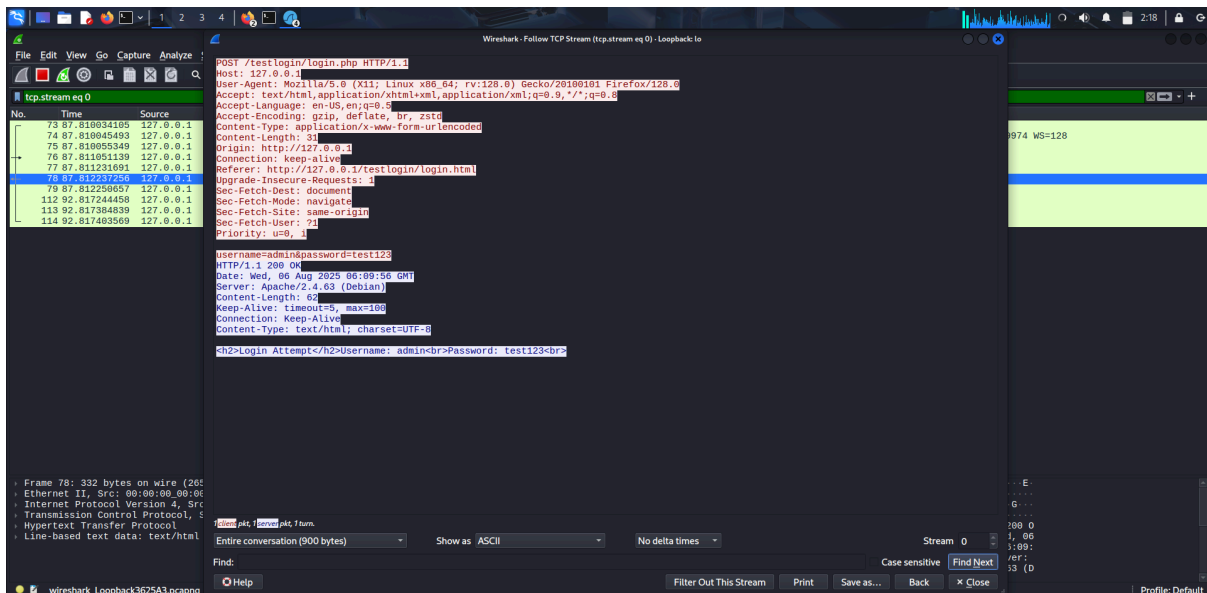 1 2 3 4
2:18
Wireshark · Follow TCP Stream (tcp.stream eq 0) · Loopback: lo
File Edit View Go Capture Analyze
tcp.stream eq 0
No. Time Source
73 87.810034105 127.0.0.1
74 87.810045493 127.0.0.1
75 87.810055349 127.0.0.1
76 87.811051139 127.0.0.1
77 87.811231691 127.0.0.1
78 87.812237256 127.0.0.1
79 87.812250657 127.0.0.1
112 92.817244458 127.0.0.1
113 92.817384839 127.0.0.1
114 92.817403569 127.0.0.1
9974 WS=128
POST /testlogin/login.php HTTP/1.1
Host: 127.0.0.1
User-Agent: Mozilla/5.0 (X11; Linux x86_64; rv:128.0) Gecko/20100101 Firefox/128.0
Accept: text/html,application/xhtml+xml,application/xml;q=0.9,*/*;q=0.8
Accept-Language: en-US,en;q=0.5
Accept-Encoding: gzip, deflate, br, zstd
Content-Type: application/x-www-form-urlencoded
Content-Length: 31
Origin: http://127.0.0.1
Connection: keep-alive
Referer: http://127.0.0.1/testlogin/login.html
Upgrade-Insecure-Requests: 1
Sec-Fetch-Dest: document
Sec-Fetch-Mode: navigate
Sec-Fetch-Site: same-origin
Sec-Fetch-User: ?1
Priority: u=0, i
username=admin&password=test123
HTTP/1.1 200 OK
Date: Wed, 06 Aug 2025 06:09:56 GMT
Server: Apache/2.4.63 (Debian)
Content-Length: 62
Keep-Alive: timeout=5, max=100
Connection: Keep-Alive
Content-Type: text/html; charset=UTF-8
<h2>Login Attempt</h2>Username: admin<br>Password: test123<br>
Frame 78: 332 bytes on wire (265
Ethernet II, Src: 00:00:00_00:00
Internet Protocol Version 4, Src
Transmission Control Protocol, S
Hypertext Transfer Protocol
Line-based text data: text/html
1 client pkt, 1 server pkt, 1 turn.
Entire conversation (900 bytes) Show as ASCII No delta times Stream 0
Find: Case sensitive Find Next
Help Filter Out This Stream Print Save as... Back Close
wireshark_Loopback3625A3.pcapng
Profile: Default